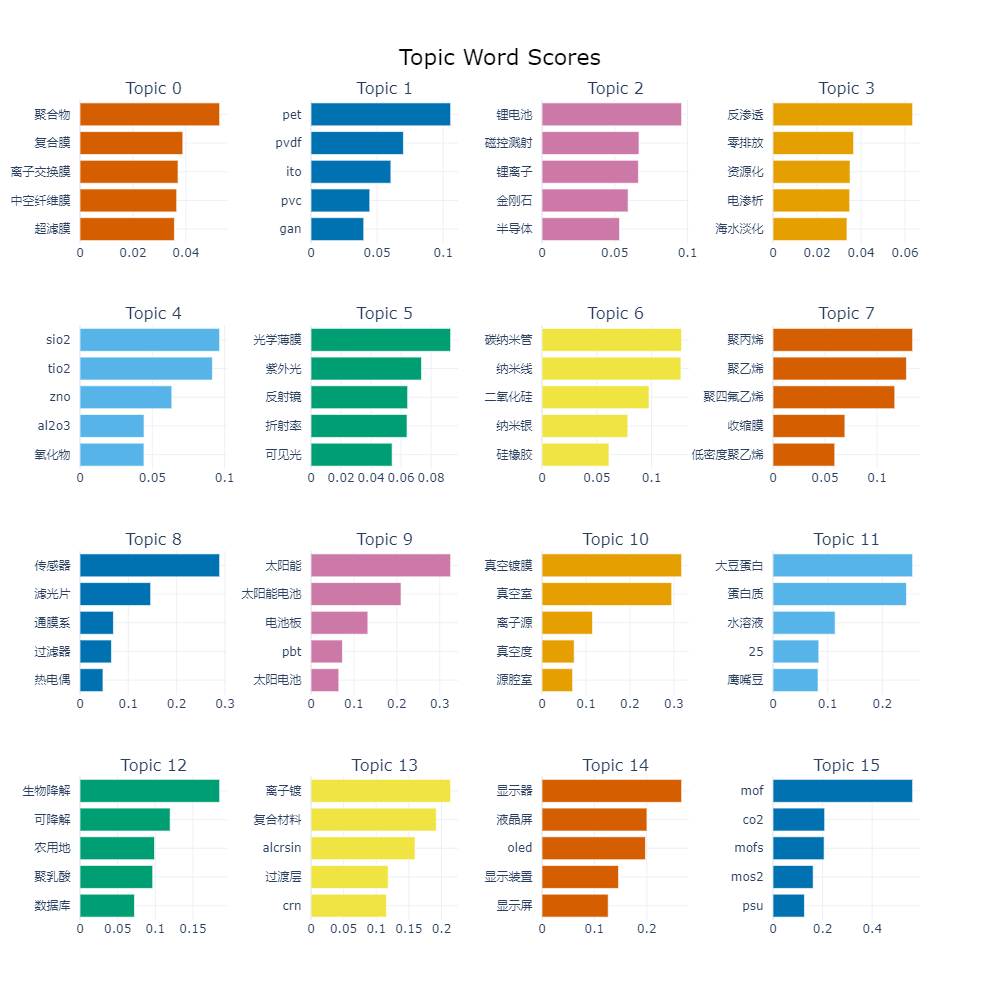 Topic Word Scores
Topic 0
聚合物
复合膜
离子交换膜
中空纤维膜
超滤膜
0 0.02 0.04
Topic 1
pet
pvdf
ito
pvc
gan
0 0.05 0.1
Topic 2
锂电池
磁控溅射
锂离子
金刚石
半导体
0 0.05 0.1
Topic 3
反渗透
零排放
资源化
电渗析
海水淡化
0 0.02 0.04 0.06
Topic 4
sio2
tio2
zno
al2o3
氧化物
0 0.05 0.1
Topic 5
光学薄膜
紫外光
反射镜
折射率
可见光
0 0.02 0.04 0.06 0.08
Topic 6
碳纳米管
纳米线
二氧化硅
纳米银
硅橡胶
0 0.05 0.1
Topic 7
聚丙烯
聚乙烯
聚四氟乙烯
收缩膜
低密度聚乙烯
0 0.05 0.1
Topic 8
传感器
滤光片
通膜系
过滤器
热电偶
0 0.1 0.2 0.3
Topic 9
太阳能
太阳能电池
电池板
pbt
太阳电池
0 0.1 0.2 0.3
Topic 10
真空镀膜
真空室
离子源
真空度
源腔室
0 0.1 0.2 0.3
Topic 11
大豆蛋白
蛋白质
水溶液
25
鹰嘴豆
0 0.1 0.2
Topic 12
生物降解
可降解
农用地
聚乳酸
数据库
0 0.05 0.1 0.15
Topic 13
离子镀
复合材料
alcrsin
过渡层
crn
0 0.05 0.1 0.15 0.2
Topic 14
显示器
液晶屏
oled
显示装置
显示屏
0 0.1 0.2
Topic 15
mof
co2
mofs
mos2
psu
0 0.2 0.4